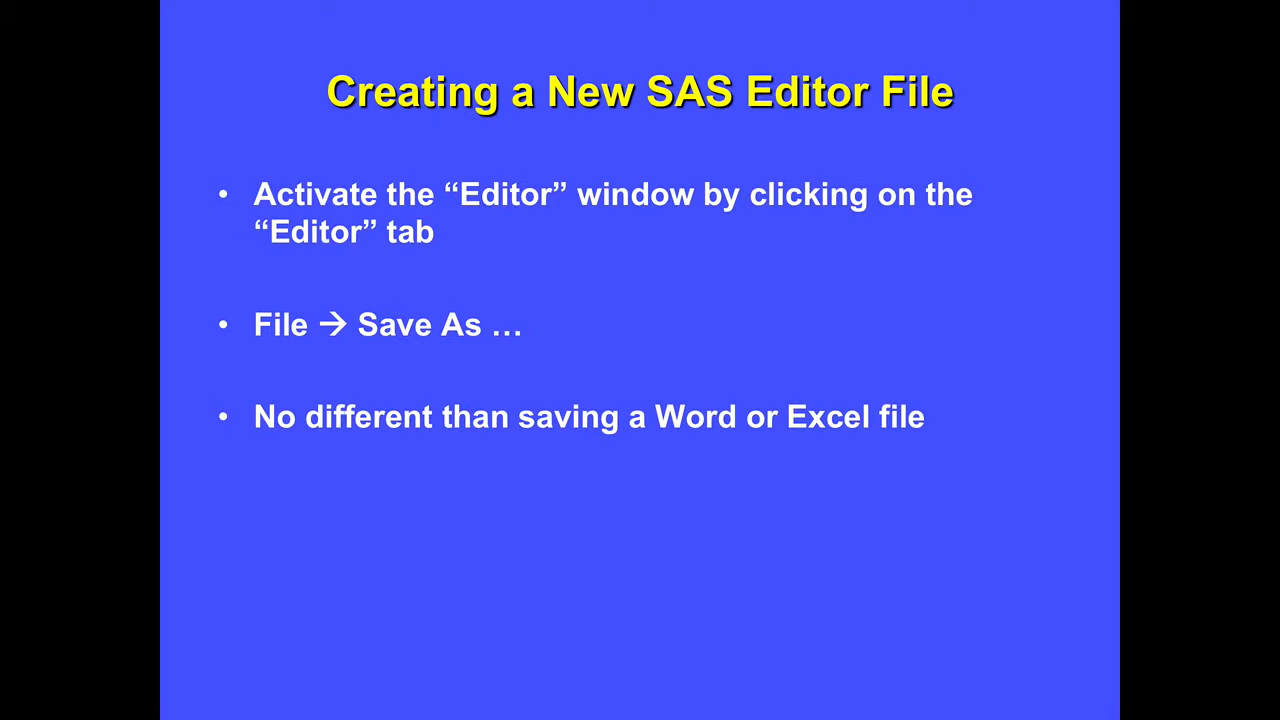 Creating a New SAS Editor File
• Activate the “Editor” window by clicking on the
“Editor” tab
• File → Save As …
• No different than saving a Word or Excel file